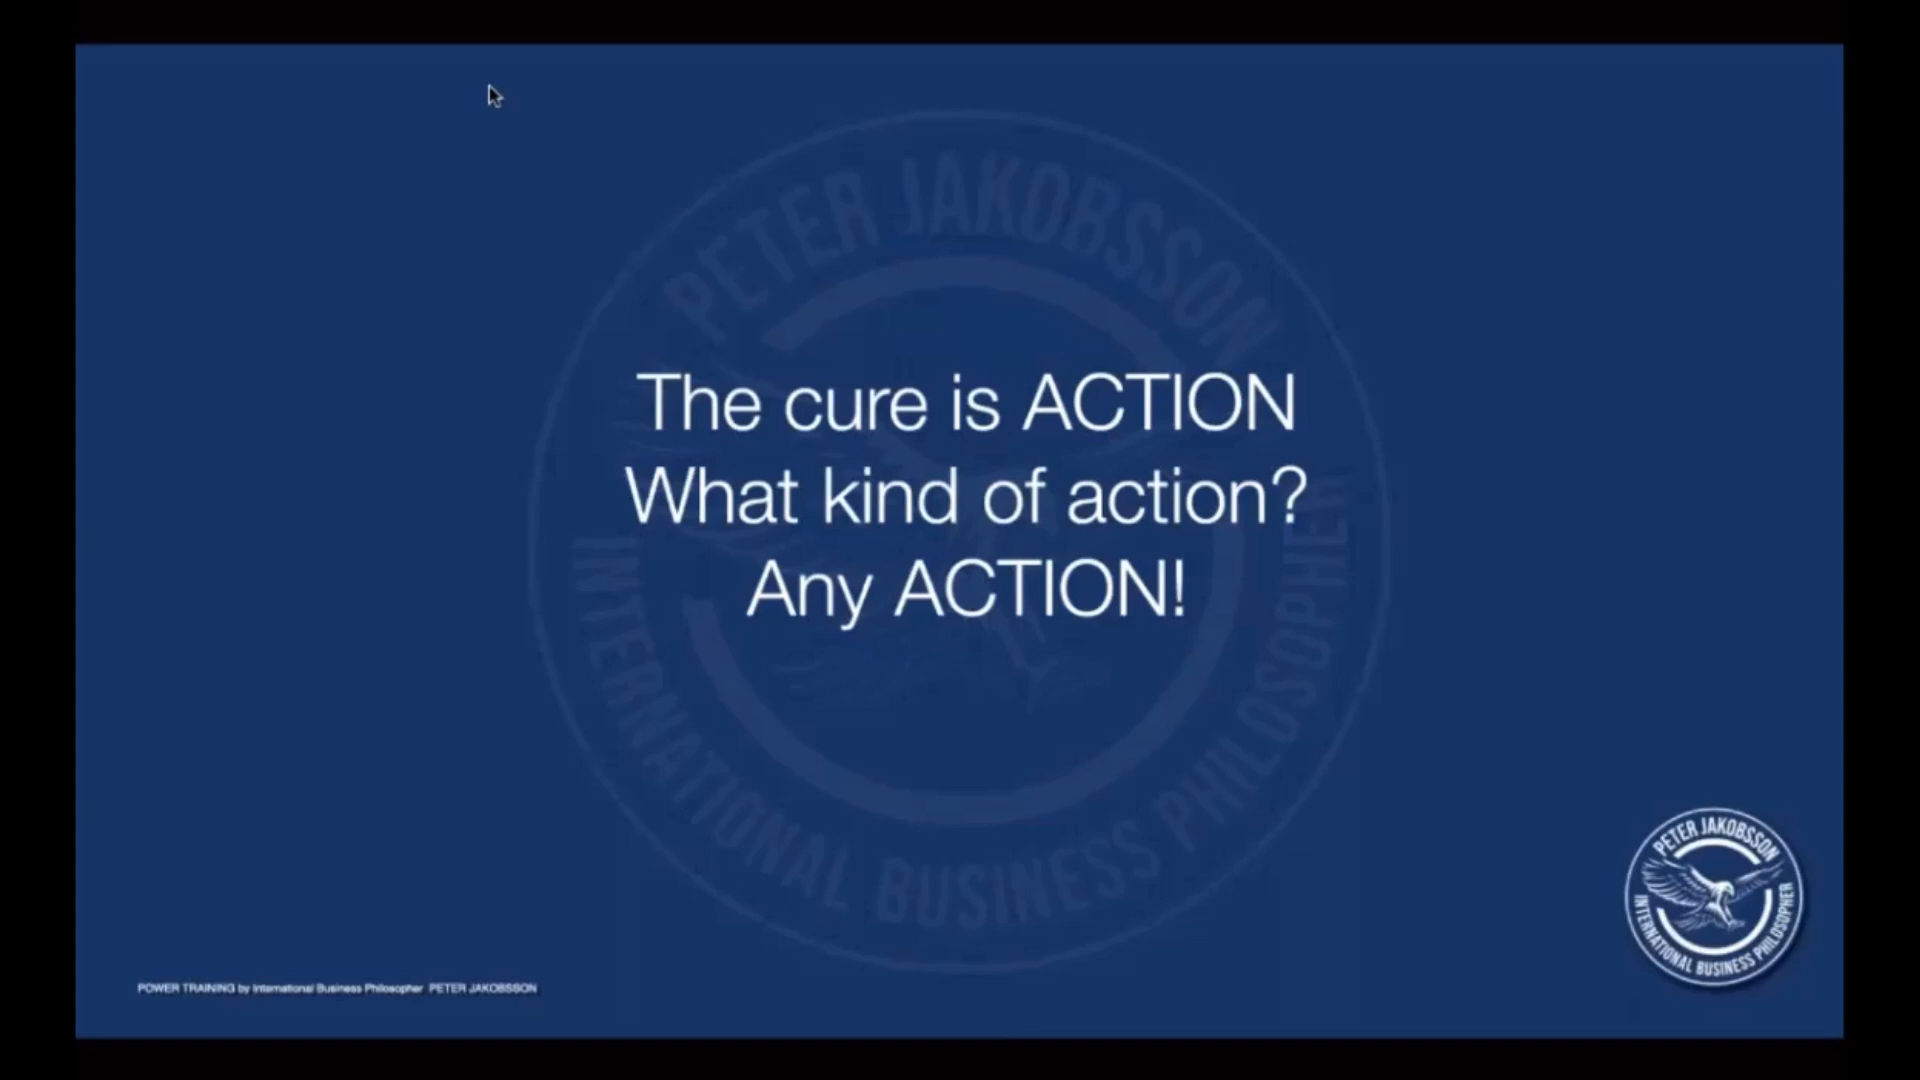 PETER JAKOBSSON
The cure is ACTION
What kind of action?
Any ACTION!
INTERNATIONAL BUSINESS PHILOSOPHER
PETER JAKOBSSON
INTERNATIONAL BUSINESS PHILOSOPHER
POWER TRAINING by International Business Philosopher PETER JAKOBSSON